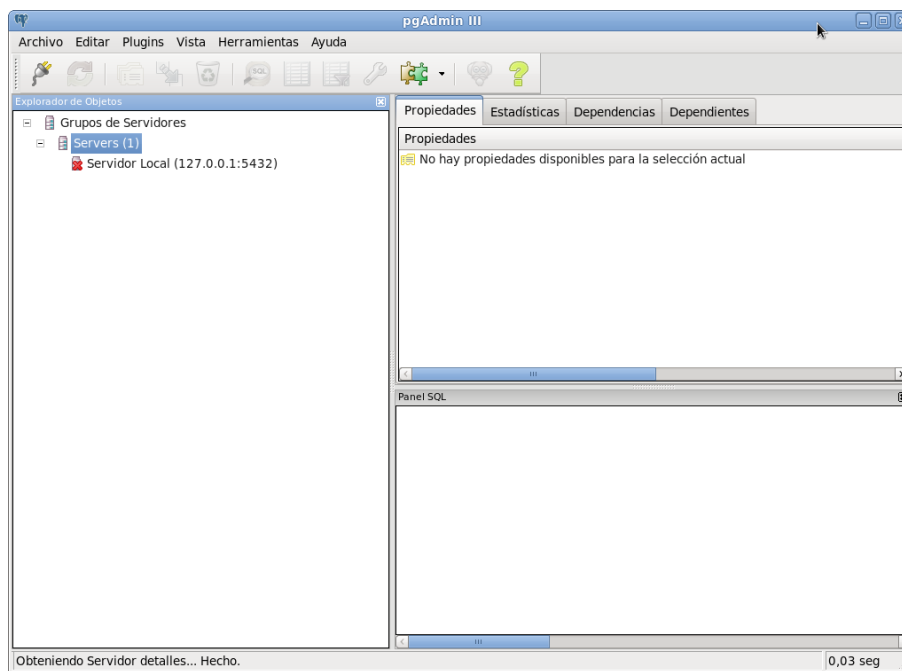 pgAdmin III
Archivo Editar Plugins Vista Herramientas Ayuda
SQL
Explorador de Objetos
Grupos de Servidores
Servers (1)
Servidor Local (127.0.0.1:5432)
Propiedades Estadísticas Dependencias Dependientes
Propiedades
No hay propiedades disponibles para la selección actual
Panel SQL
Obteniendo Servidor detalles... Hecho.
0,03 seg